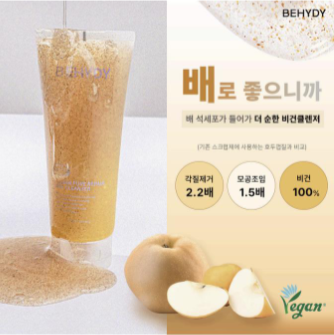 BEHYDY
BEHYDY
배로 좋으니까
배 석세포가 들어가 더 순한 비건클렌저
(기존 스크럽제에 사용하는 호두껍질과 비교)
각질제거
2.2배
모공조임
1.5배
비건
100%
Vegan